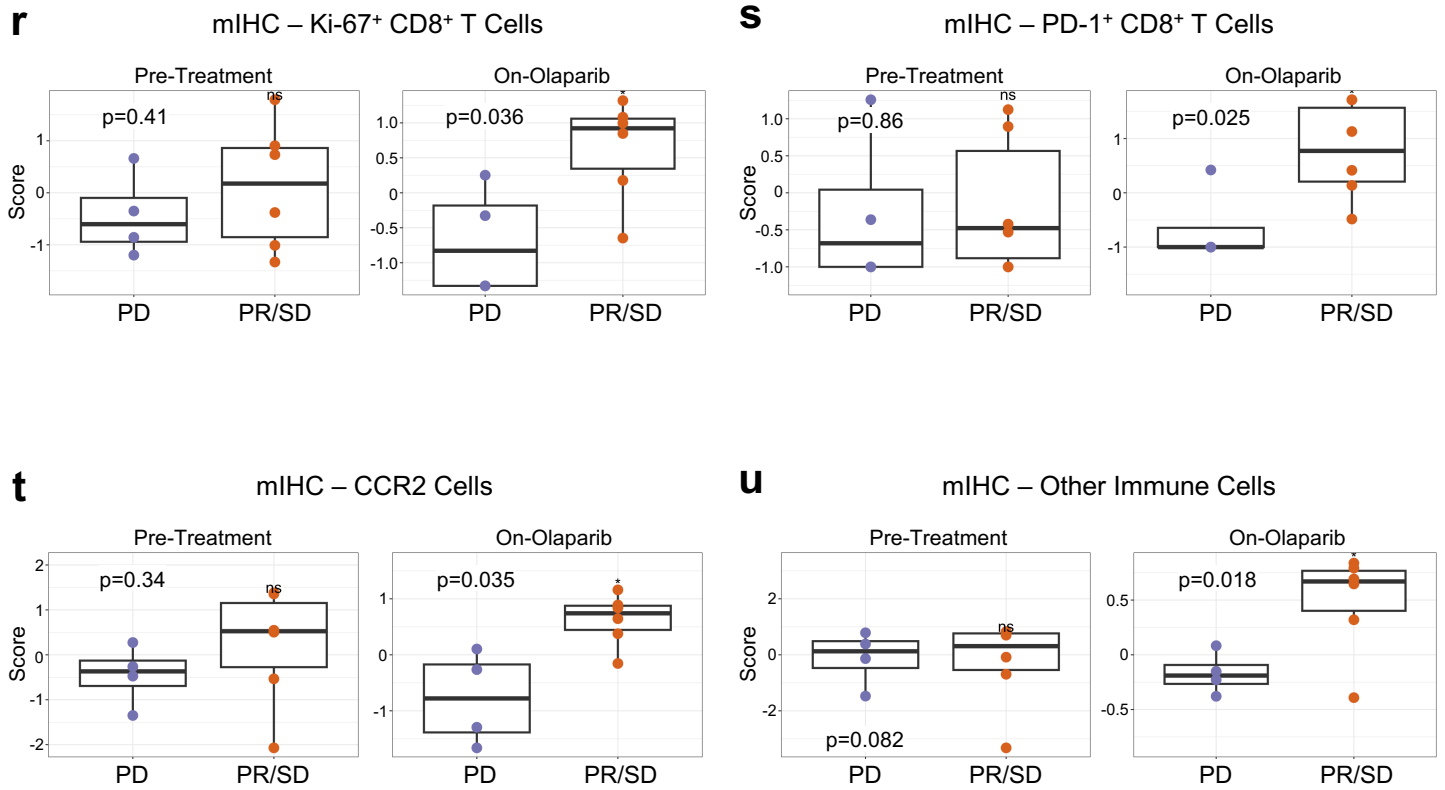 r
mIHC – Ki-67⁺ CD8⁺ T Cells
Pre-Treatment
On-Olaparib
Score
1
0
-1
p=0.41
ns
PD
PR/SD
1.0
0.5
0
-0.5
-1.0
p=0.036
*
PD
PR/SD
s
mIHC – PD-1⁺ CD8⁺ T Cells
Pre-Treatment
On-Olaparib
Score
1.0
0.5
0
-0.5
-1.0
p=0.86
ns
PD
PR/SD
1
0
-1
p=0.025
*
PD
PR/SD
t
mIHC – CCR2 Cells
Pre-Treatment
On-Olaparib
Score
2
1
0
-1
-2
p=0.34
ns
PD
PR/SD
1
0
-1
p=0.035
*
PD
PR/SD
u
mIHC – Other Immune Cells
Pre-Treatment
On-Olaparib
Score
2
0
-2
ns
p=0.082
PD
PR/SD
0.5
0
-0.5
p=0.018
*
PD
PR/SD